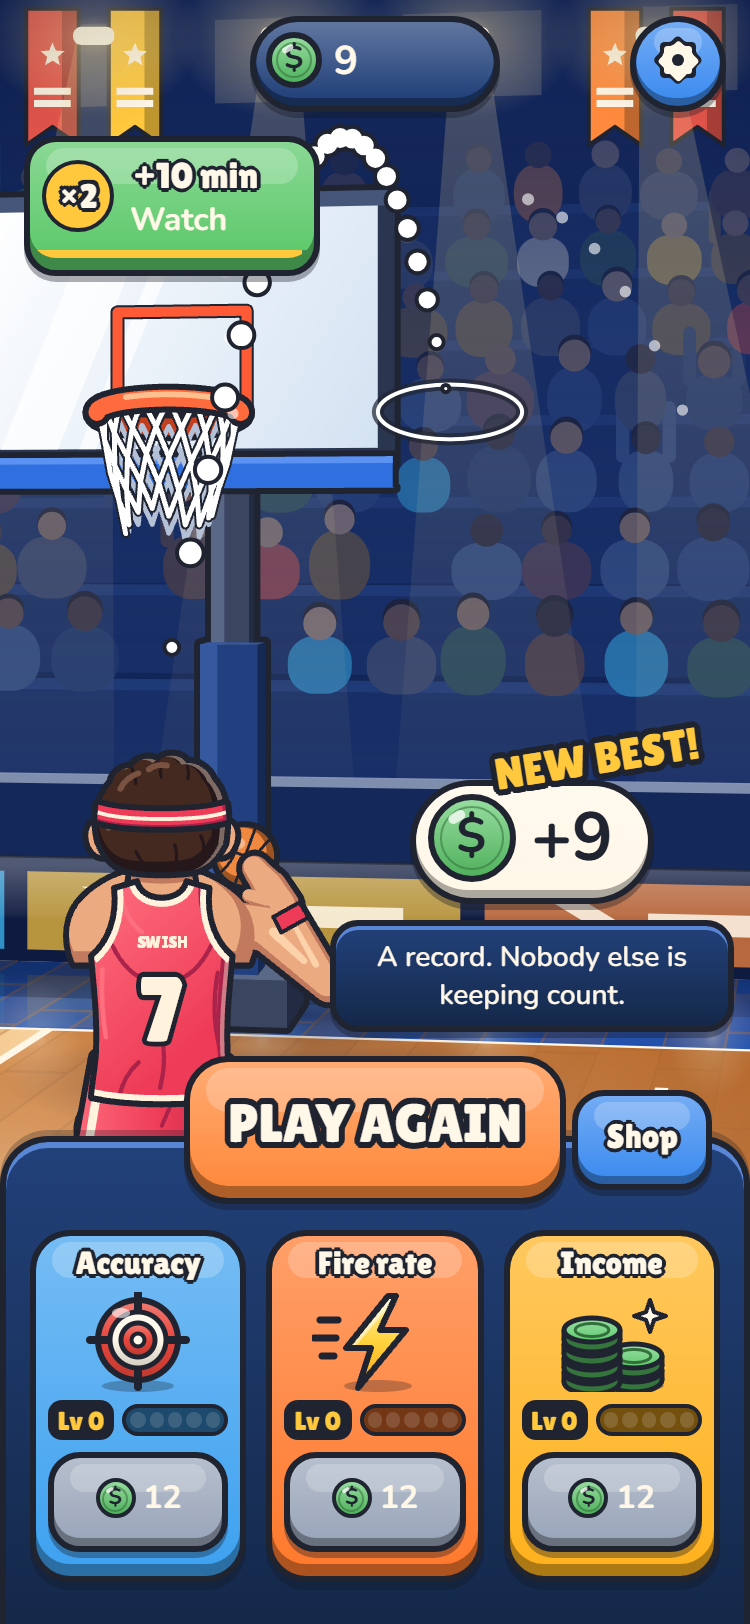 9
×2
+10 min
Watch
NEW BEST!
$ +9
A record. Nobody else is
keeping count.
SWISH
7
PLAY AGAIN
Shop
Accuracy
Fire rate
Income
Lv 0
Lv 0
Lv 0
$ 12
$ 12
$ 12